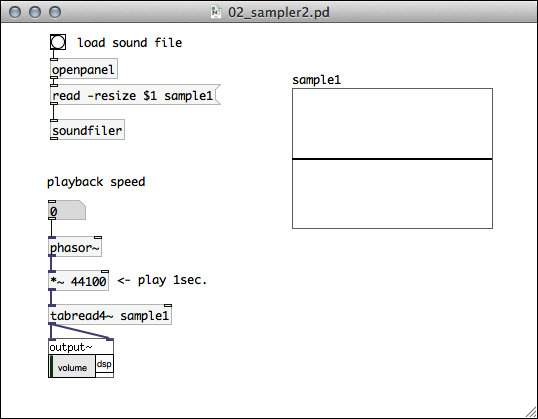 02_sampler2.pd
load sound file
openpanel
read -resize $1 sample1
soundfiler
sample1
playback speed
0
phasor~
*~ 44100 <- play 1sec.
tabread4~ sample1
output~
volume dsp